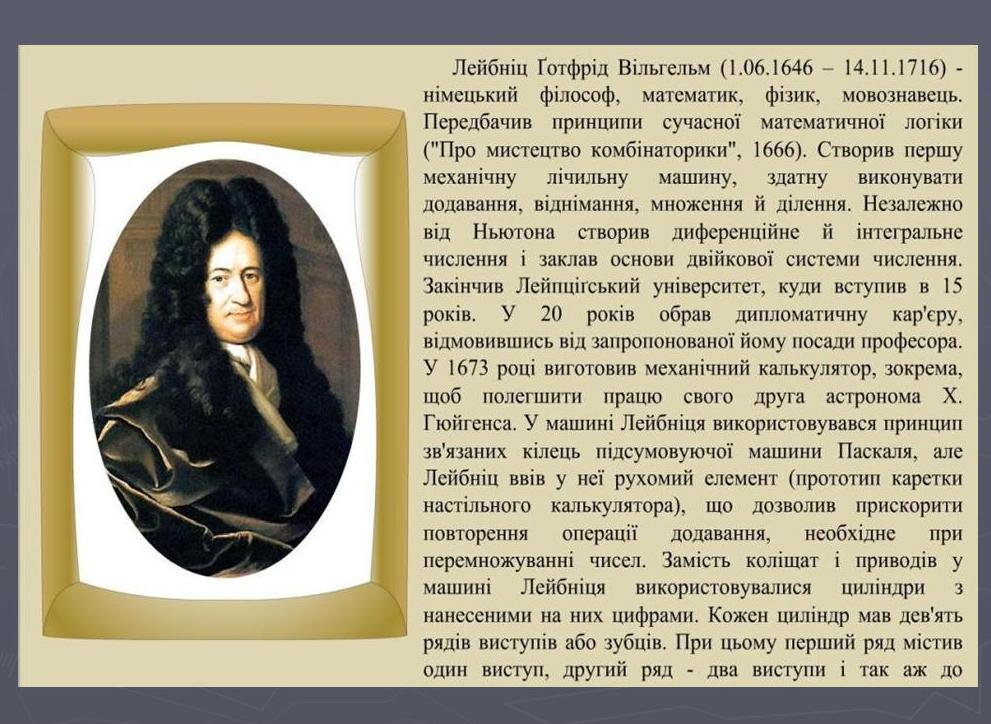 Лейбніц Ґотфрід Вільгельм (1.06.1646 – 14.11.1716) -
німецький філософ, математик, фізик, мовознавець.
Передбачив принципи сучасної математичної логіки
("Про мистецтво комбінаторики", 1666). Створив першу
механічну лічильну машину, здатну виконувати
додавання, віднімання, множення й ділення. Незалежно
від Ньютона створив диференційне й інтегральне
числення і заклав основи двійкової системи числення.
Закінчив Лейпціґський університет, куди вступив в 15
років. У 20 років обрав дипломатичну кар'єру,
відмовившись від запропонованої йому посади професора.
У 1673 році виготовив механічний калькулятор, зокрема,
щоб полегшити працю свого друга астронома Х.
Гюйгенса. У машині Лейбніця використовувався принцип
зв'язаних кілець підсумовуючої машини Паскаля, але
Лейбніц ввів у неї рухомий елемент (прототип каретки
настільного калькулятора), що дозволив прискорити
повторення операції додавання, необхідне при
перемножуванні чисел. Замість коліщат і приводів у
машині Лейбніця використовувалися циліндри з
нанесеними на них цифрами. Кожен циліндр мав дев'ять
рядів виступів або зубців. При цьому перший ряд містив
один виступ, другий ряд - два виступи і так аж до